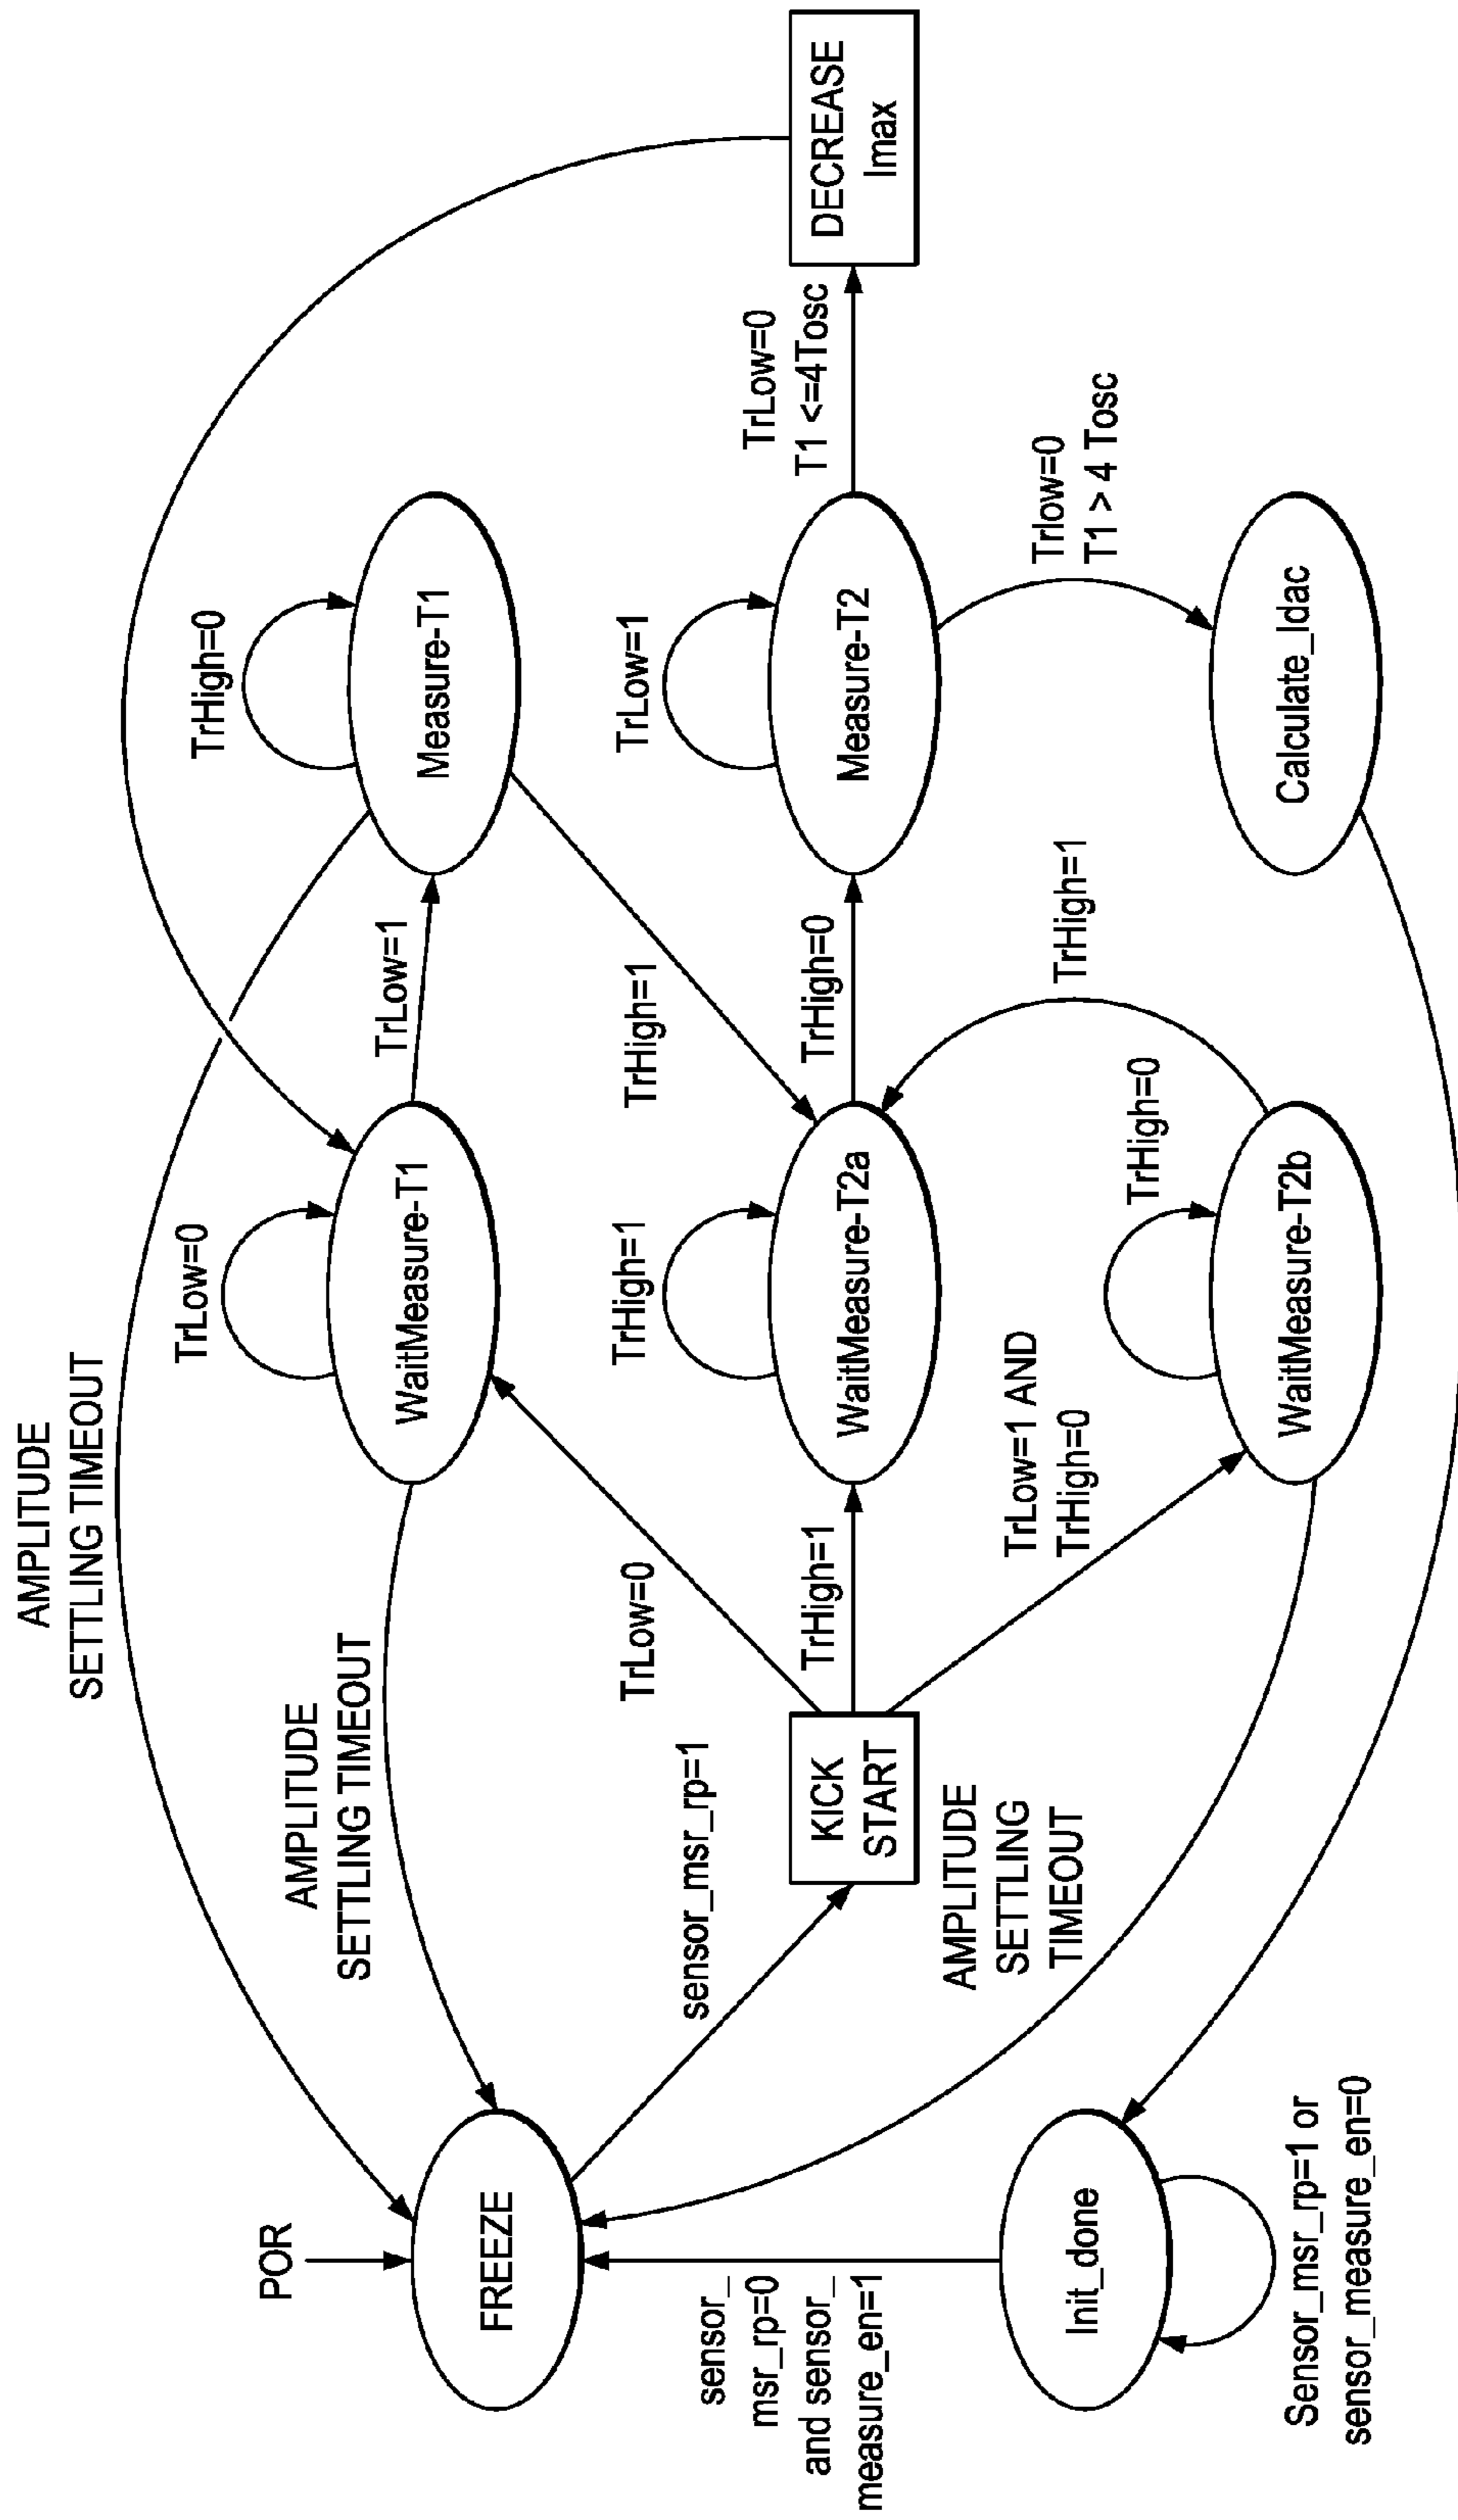 AMPLITUDE
SETTLING TIMEOUT
POR
AMPLITUDE
SETTLING TIMEOUT
TrLow=0
TrHigh=0
FREEZE
WaitMeasure-T1
TrLow=1
Measure-T1
sensor_msr_rp=1
TrLow=0
TrHigh=1
TrHigh=1
TrLow=1
sensor_
msr_rp=0
and sensor_
measure_en=1
KICK
START
TrHigh=1
WaitMeasure-T2a
TrHigh=0
Measure-T2
TrLow=0
T1 <=4Tosc
DECREASE
Imax
AMPLITUDE
SETTLING
TIMEOUT
TrLow=1 AND
TrHigh=0
TrHigh=0
TrHigh=1
Trlow=0
T1 > 4 Tosc
Init_done
WaitMeasure-T2b
Calculate_Idac
Sensor_msr_rp=1 or
sensor_measure_en=0